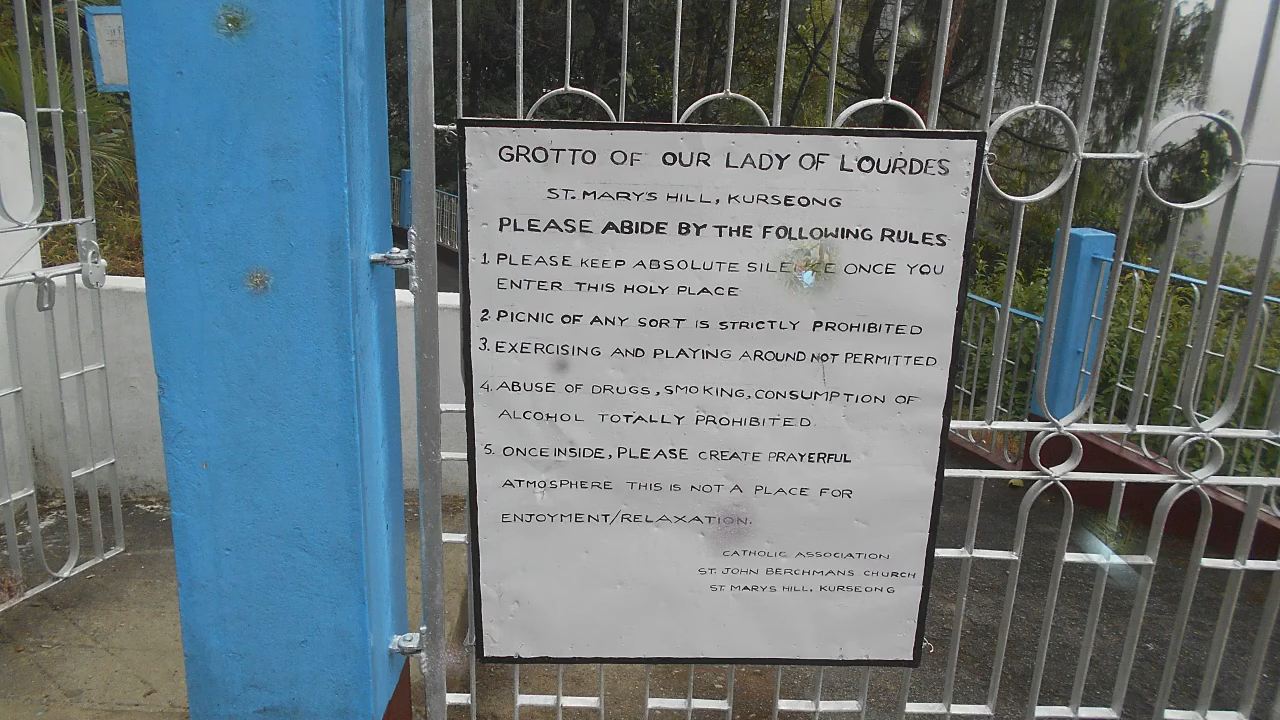 GROTTO OF OUR LADY OF LOURDES
ST. MARY'S HILL, KURSEONG
PLEASE ABIDE BY THE FOLLOWING RULES
1. PLEASE KEEP ABSOLUTE SILENCE ONCE YOU
ENTER THIS HOLY PLACE
2. PICNIC OF ANY SORT IS STRICTLY PROHIBITED
3. EXERCISING AND PLAYING AROUND NOT PERMITTED
4. ABUSE OF DRUGS, SMOKING, CONSUMPTION OF
ALCOHOL TOTALLY PROHIBITED
5. ONCE INSIDE, PLEASE CREATE PRAYERFUL
ATMOSPHERE THIS IS NOT A PLACE FOR
ENJOYMENT/RELAXATION.
CATHOLIC ASSOCIATION
ST. JOHN BERCHMANS CHURCH
ST. MARYS HILL, KURSEONG